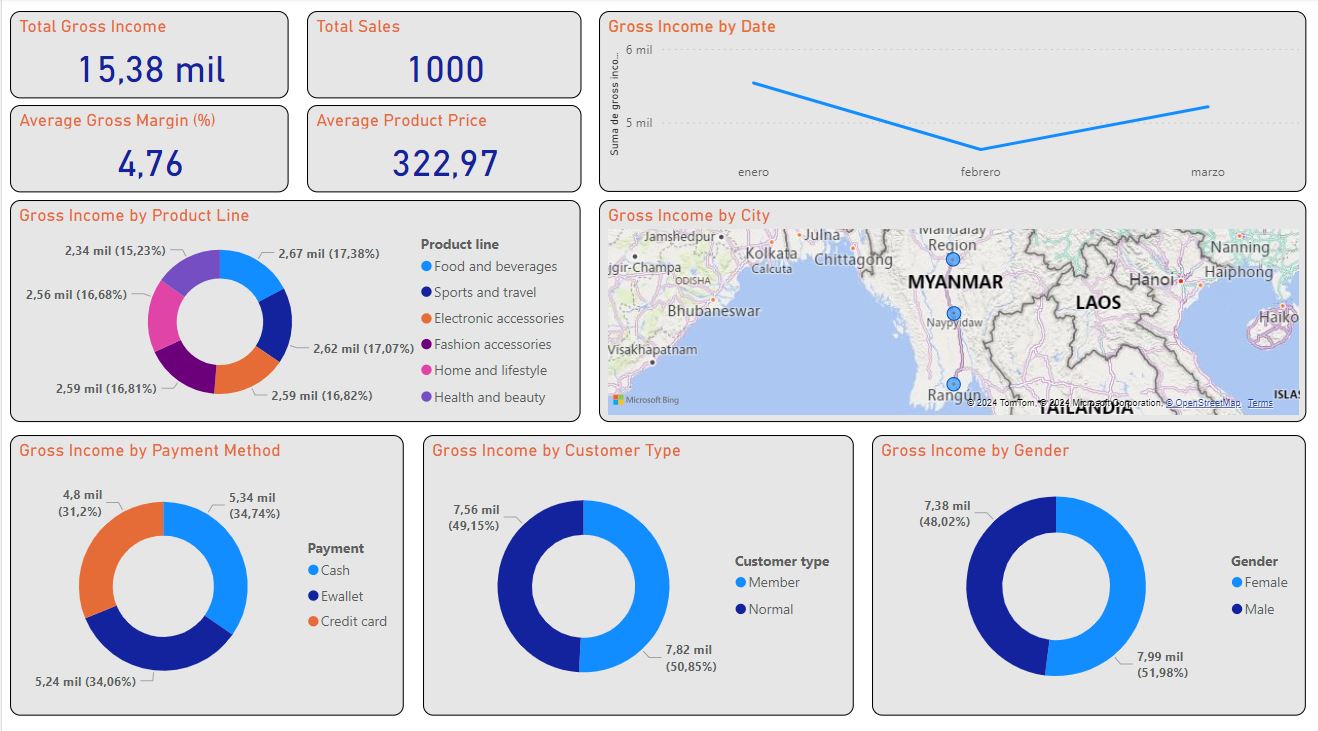 Total Gross Income
15,38 mil
Total Sales
1000
Average Gross Margin (%)
4,76
Average Product Price
322,97
Gross Income by Date
Suma de gross inco...
6 mil
5 mil
enero
febrero
marzo
Gross Income by Product Line
2,34 mil (15,23%)
2,67 mil (17,38%)
2,56 mil (16,68%)
2,62 mil (17,07%)
2,59 mil (16,81%)
2,59 mil (16,82%)
Product line
Food and beverages
Sports and travel
Electronic accessories
Fashion accessories
Home and lifestyle
Health and beauty
Gross Income by City
Jamshedpur
Julna
Mandalay
Region
Nanning
Kolkata
Calcuta
Chittagong
jgir-Champa
ODISHA
MYANMAR
Hanói
Haiphong
LAOS
Bhubaneswar
Naypyidaw
Haiko
Visakhapatnam
Rangún
TAILANDIA
ISLAS
Microsoft Bing
© 2024 TomTom, © 2024 Microsoft Corporation, © OpenStreetMap Terms
Gross Income by Payment Method
4,8 mil
(31,2%)
5,34 mil
(34,74%)
5,24 mil (34,06%)
Payment
Cash
Ewallet
Credit card
Gross Income by Customer Type
7,56 mil
(49,15%)
7,82 mil
(50,85%)
Customer type
Member
Normal
Gross Income by Gender
7,38 mil
(48,02%)
7,99 mil
(51,98%)
Gender
Female
Male